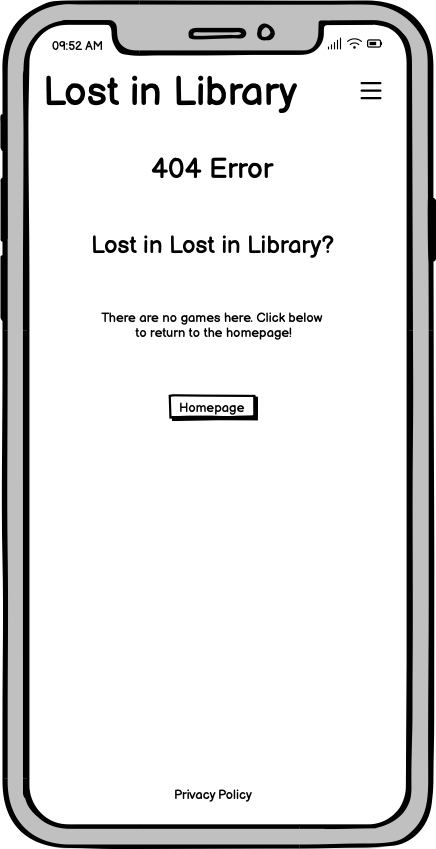 09:52 AM
Lost in Library
404 Error
Lost in Lost in Library?
There are no games here. Click below
to return to the homepage!
Homepage
Privacy Policy